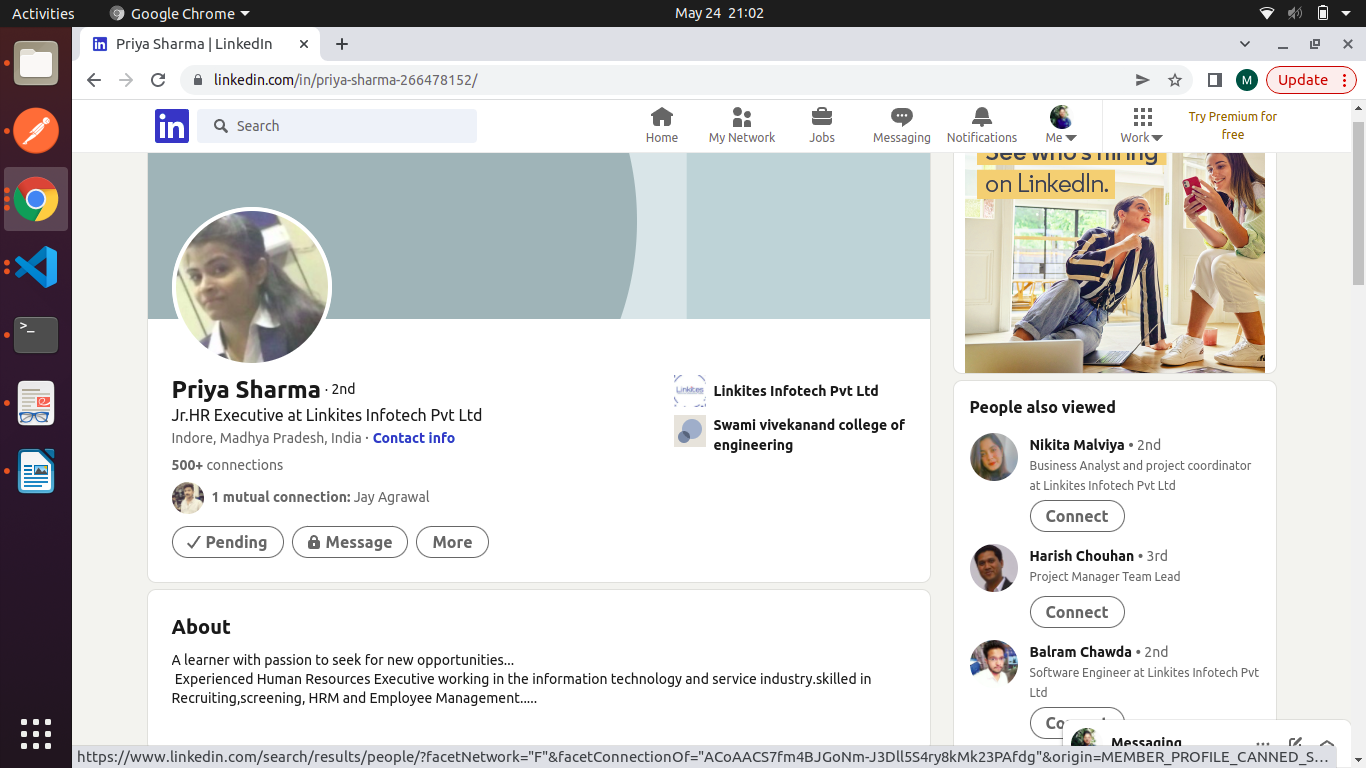 Activities
Google Chrome
May 24 21:02
in Priya Sharma | LinkedIn
linkedin.com/in/priya-sharma-266478152/
M
Update
in
Search
Home
My Network
Jobs
Messaging
Notifications
Me
Work
Try Premium for
free
See who's hiring
on LinkedIn.
Priya Sharma · 2nd
Jr.HR Executive at Linkites Infotech Pvt Ltd
Indore, Madhya Pradesh, India · Contact info
500+ connections
1 mutual connection: Jay Agrawal
Pending
Message
More
Linkites
Linkites Infotech Pvt Ltd
Swami vivekanand college of
engineering
About
A learner with passion to seek for new opportunities...
Experienced Human Resources Executive working in the information technology and service industry.skilled in
Recruiting,screening, HRM and Employee Management.....
People also viewed
Nikita Malviya • 2nd
Business Analyst and project coordinator
at Linkites Infotech Pvt Ltd
Connect
Harish Chouhan • 3rd
Project Manager Team Lead
Connect
Balram Chawda • 2nd
Software Engineer at Linkites Infotech Pvt
Ltd
Messaging
https://www.linkedin.com/search/results/people/?facetNetwork="F"&facetConnectionOf="ACoAACS7fm4BJGoNm-J3Dll5S4ry8kMk23PAfdg"&origin=MEMBER_PROFILE_CANNED_S...